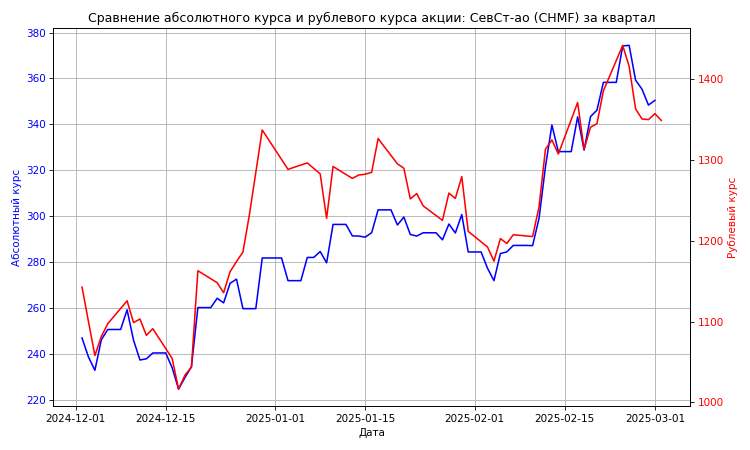 Сравнение абсолютного курса и рублевого курса акции: СевСт-ао (CHMF) за квартал
380
360
340
320
300
280
260
240
220
Абсолютный курс
1400
1300
1200
1100
1000
Рублевый курс
2024-12-01 2024-12-15 2025-01-01 2025-01-15 2025-02-01 2025-02-15 2025-03-01
Дата